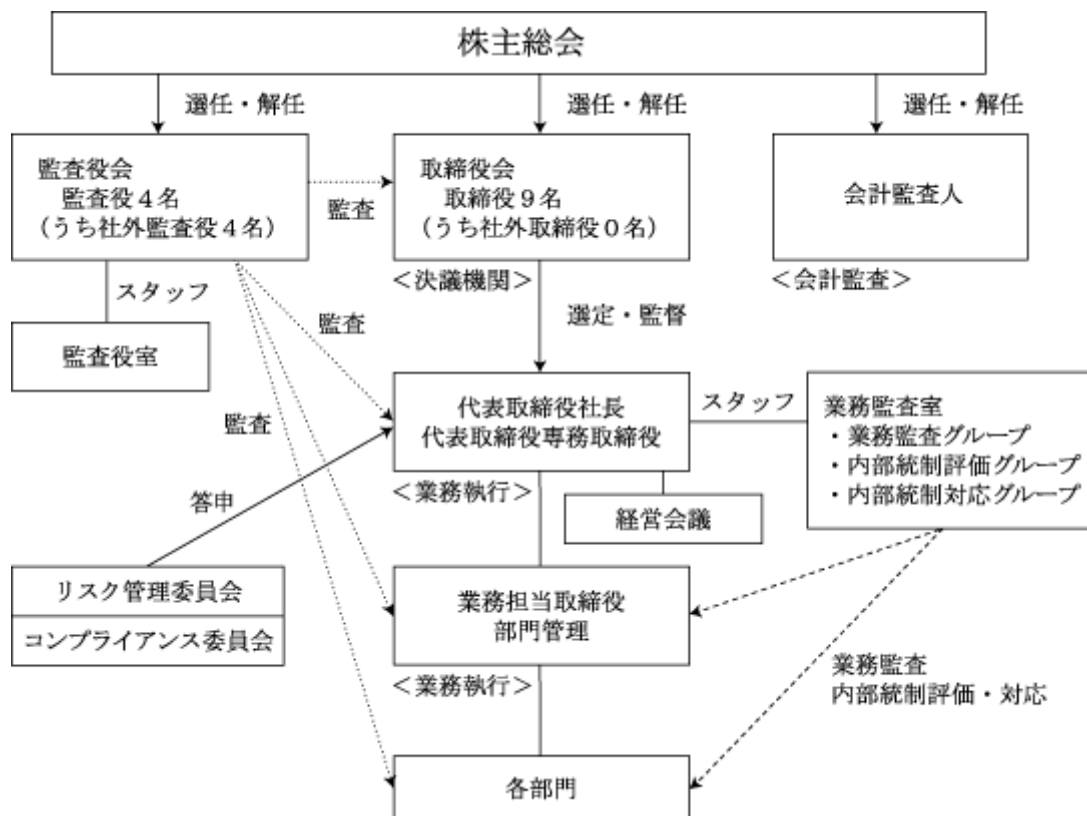 株主総会
選任・解任
選任・解任
選任・解任
監査役会
監査役4名
(うち社外監査役4名)
監査
取締役会
取締役9名
(うち社外取締役0名)
会計監査人
<決議機関>
<会計監査>
スタッフ
監査役室
監査
選定・監督
監査
代表取締役社長
代表取締役専務取締役
スタッフ
業務監査室
・業務監査グループ
・内部統制評価グループ
・内部統制対応グループ
<業務執行>
経営会議
答申
リスク管理委員会
コンプライアンス委員会
業務担当取締役
部門管理
<業務執行>
業務監査
内部統制評価・対応
各部門